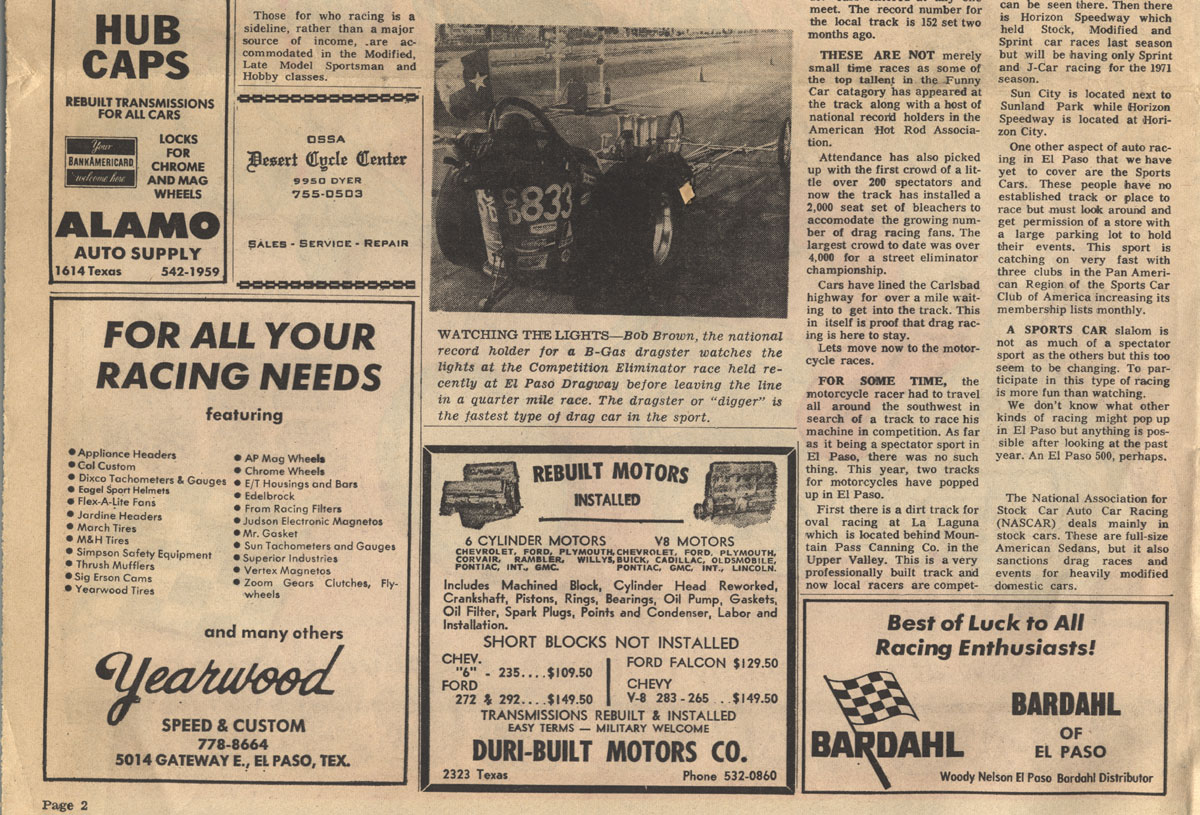 HUB
CAPS
REBUILT TRANSMISSIONS
FOR ALL CARS
Your
BANKAMERICARD
welcome here
LOCKS
FOR
CHROME
AND MAG
WHEELS
ALAMO
AUTO SUPPLY
1614 Texas 542-1959
Those for who racing is a
sideline, rather than a major
source of income, .are ac-
commodated in the Modified,
Late Model Sportsman and
Hobby classes.
OSSA
Desert Cycle Center
9950 DYER
755-0503
SALES - SERVICE - REPAIR
FOR ALL YOUR
RACING NEEDS
featuring
Appliance Headers
Cal Custom
Dixco Tachometers & Gauges
Eagel Sport Helmets
Flex-A-Lite Fans
Jardine Headers
March Tires
M&H Tires
Simpson Safety Equipment
Thrush Mufflers
Sig Erson Cams
Yearwood Tires
AP Mag Wheels
Chrome Wheels
E/T Housings and Bars
Edelbrock
Fram Racing Filters
Judson Electronic Magnetos
Mr. Gasket
Sun Tachometers and Gauges
Superior Industries
Vertex Magnetos
Zoom Gears Clutches, Fly-
wheels
and many others
Yearwood
SPEED & CUSTOM
778-8664
5014 GATEWAY E., EL PASO, TEX.
Page 2
833
WATCHING THE LIGHTS—Bob Brown, the national
record holder for a B-Gas dragster watches the
lights at the Competition Eliminator race held re-
cently at El Paso Dragway before leaving the line
in a quarter mile race. The dragster or "digger" is
the fastest type of drag car in the sport.
REBUILT MOTORS
INSTALLED
6 CYLINDER MOTORS
CHEVROLET, FORD, PLYMOUTH,
CORVAIR, RAMBLER, WILLYS,
PONTIAC, INT., GMC.
V8 MOTORS
CHEVROLET, FORD, PLYMOUTH,
BUICK, CADILLAC, OLDSMOBILE,
PONTIAC, GMC, INT., LINCOLN.
Includes Machined Block, Cylinder Head Reworked,
Crankshaft, Pistons, Rings, Bearings, Oil Pump, Gaskets,
Oil Filter, Spark Plugs, Points and Condenser, Labor and
Installation.
SHORT BLOCKS NOT INSTALLED
CHEV.
"6" - 235....$109.50
FORD
272 & 292....$149.50
FORD FALCON $129.50
CHEVY
V-8 283-265 ...$149.50
TRANSMISSIONS REBUILT & INSTALLED
EASY TERMS — MILITARY WELCOME
DURI-BUILT MOTORS CO.
2323 Texas Phone 532-0860
meet. The record number for
the local track is 152 set two
months ago.
THESE ARE NOT merely
small time races as some of
the top tallent in the Funny
Car catagory has appeared at
the track along with a host of
national record holders in the
American Hot Rod Associa-
tion.
Attendance has also picked
up with the first crowd of a lit-
tle over 200 spectators and
now the track has installed a
2,000 seat set of bleachers to
accomodate the growing num-
ber of drag racing fans. The
largest crowd to date was over
4,000 for a street eliminator
championship.
Cars have lined the Carlsbad
highway for over a mile wait-
ing to get into the track. This
in itself is proof that drag rac-
ing is here to stay.
Lets move now to the motor-
cycle races.
FOR SOME TIME, the
motorcycle racer had to travel
all around the southwest in
search of a track to race his
machine in competition. As far
as it being a spectator sport in
El Paso, there was no such
thing. This year, two tracks
for motorcycles have popped
up in El Paso.
First there is a dirt track for
oval racing at La Laguna
which is located behind Moun-
tain Pass Canning Co. in the
Upper Valley. This is a very
professionally built track and
now local racers are compet-
can be seen there. Then there
is Horizon Speedway which
held Stock, Modified and
Sprint car races last season
but will be having only Sprint
and J-Car racing for the 1971
season.
Sun City is located next to
Sunland Park while Horizon
Speedway is located at Hori-
zon City.
One other aspect of auto rac-
ing in El Paso that we have
yet to cover are the Sports
Cars. These people have no
established track or place to
race but must look around and
get permission of a store with
a large parking lot to hold
their events. This sport is
catching on very fast with
three clubs in the Pan Ameri-
can Region of the Sports Car
Club of America increasing its
membership lists monthly.
A SPORTS CAR slalom is
not as much of a spectator
sport as the others but this too
seem to be changing. To par-
ticipate in this type of racing
is more fun than watching.
We don't know what other
kinds of racing might pop up
in El Paso but anything is pos-
sible after looking at the past
year. An El Paso 500, perhaps.
The National Association for
Stock Car Auto Car Racing
(NASCAR) deals mainly in
stock cars. These are full-size
American Sedans, but it also
sanctions drag races and
events for heavily modified
domestic cars.
Best of Luck to All
Racing Enthusiasts!
BARDAHL
BARDAHL
OF
EL PASO
Woody Nelson El Paso Bardahl Distributor